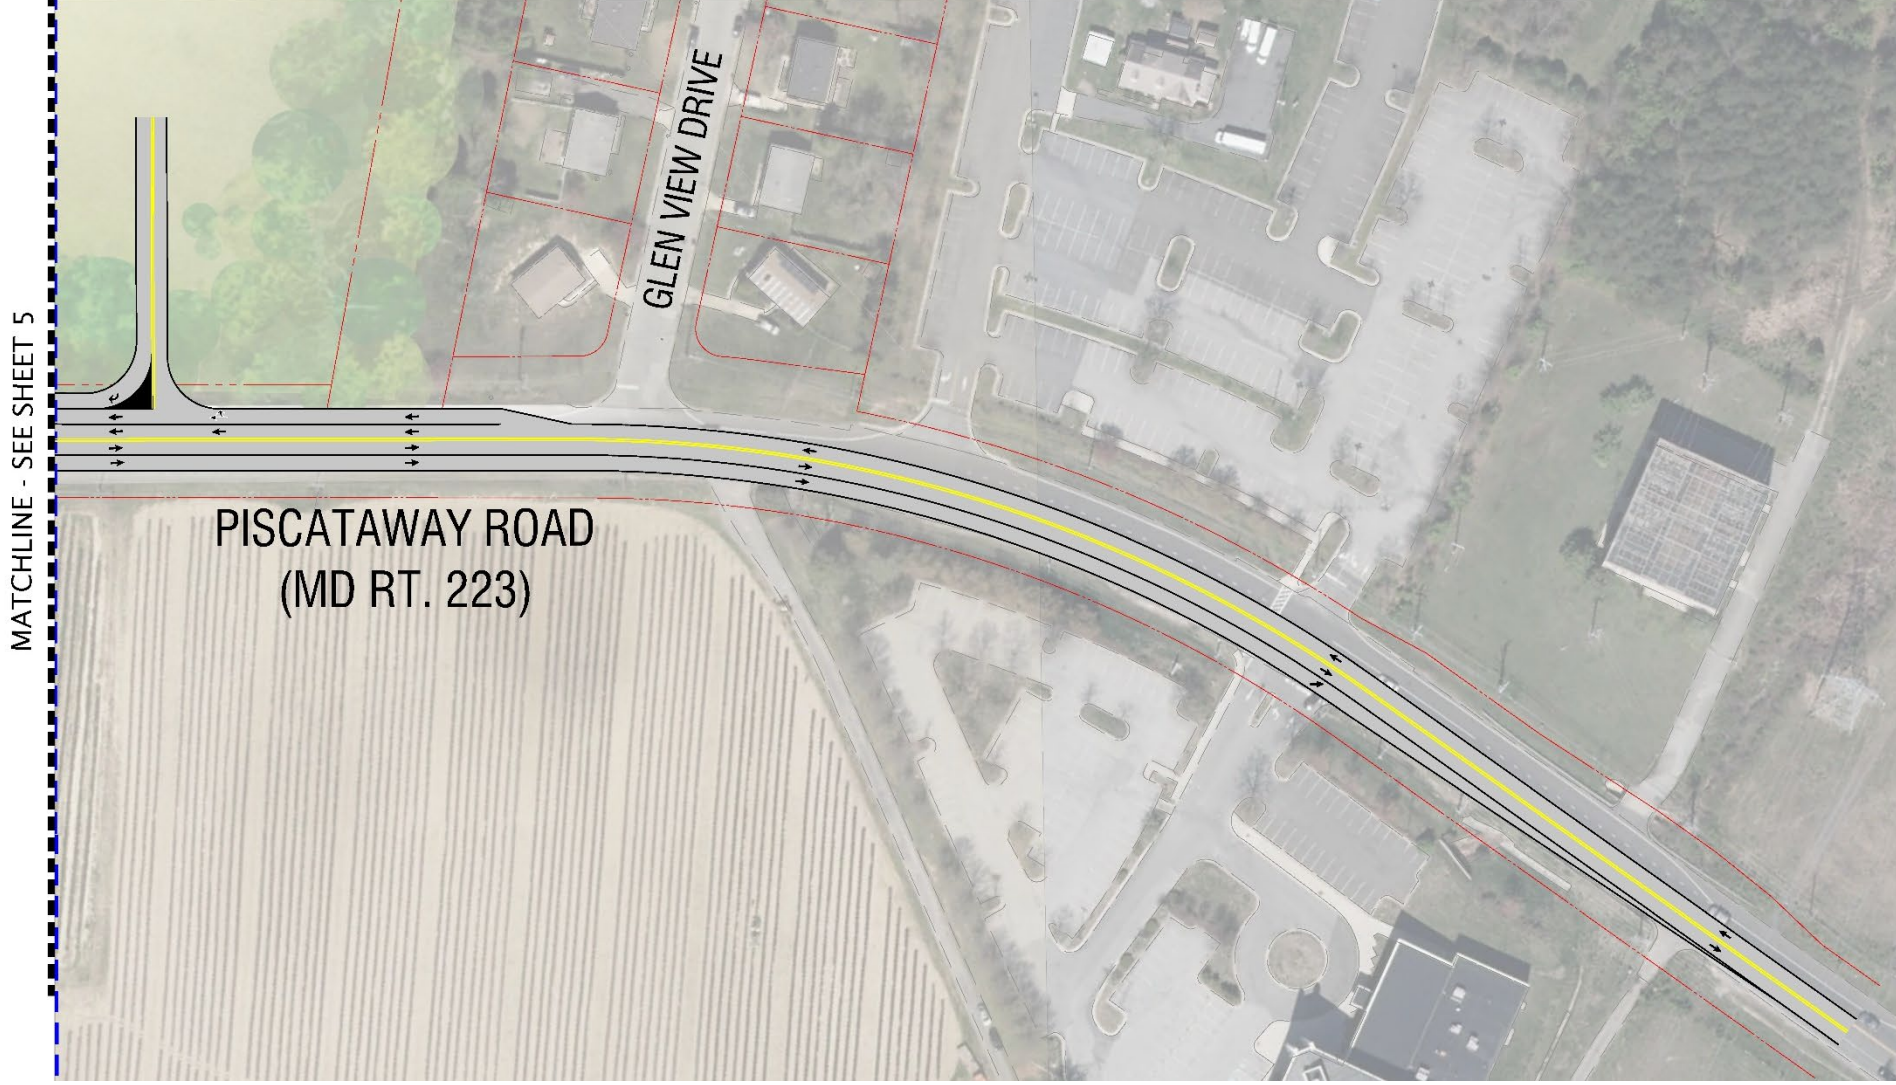 MATCHLINE - SEE SHEET 5
GLEN VIEW DRIVE
PISCATAWAY ROAD
(MD RT. 223)